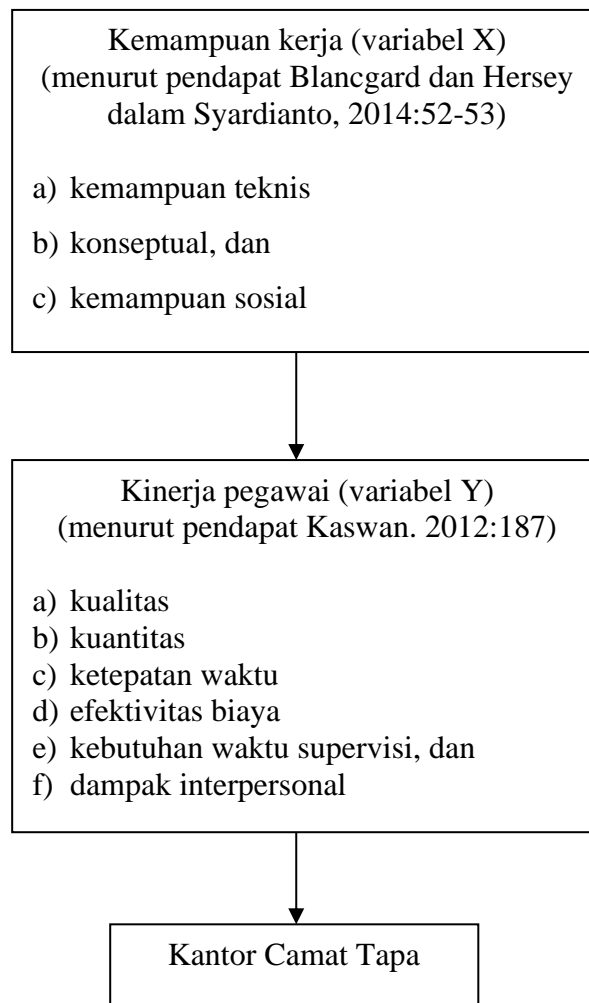 Kemampuan kerja (variabel X)
(menurut pendapat Blancgard dan Hersey
dalam Syardianto, 2014:52-53)
a) kemampuan teknis
b) konseptual, dan
c) kemampuan sosial
Kinerja pegawai (variabel Y)
(menurut pendapat Kaswan. 2012:187)
a) kualitas
b) kuantitas
c) ketepatan waktu
d) efektivitas biaya
e) kebutuhan waktu supervisi, dan
f) dampak interpersonal
Kantor Camat Tapa